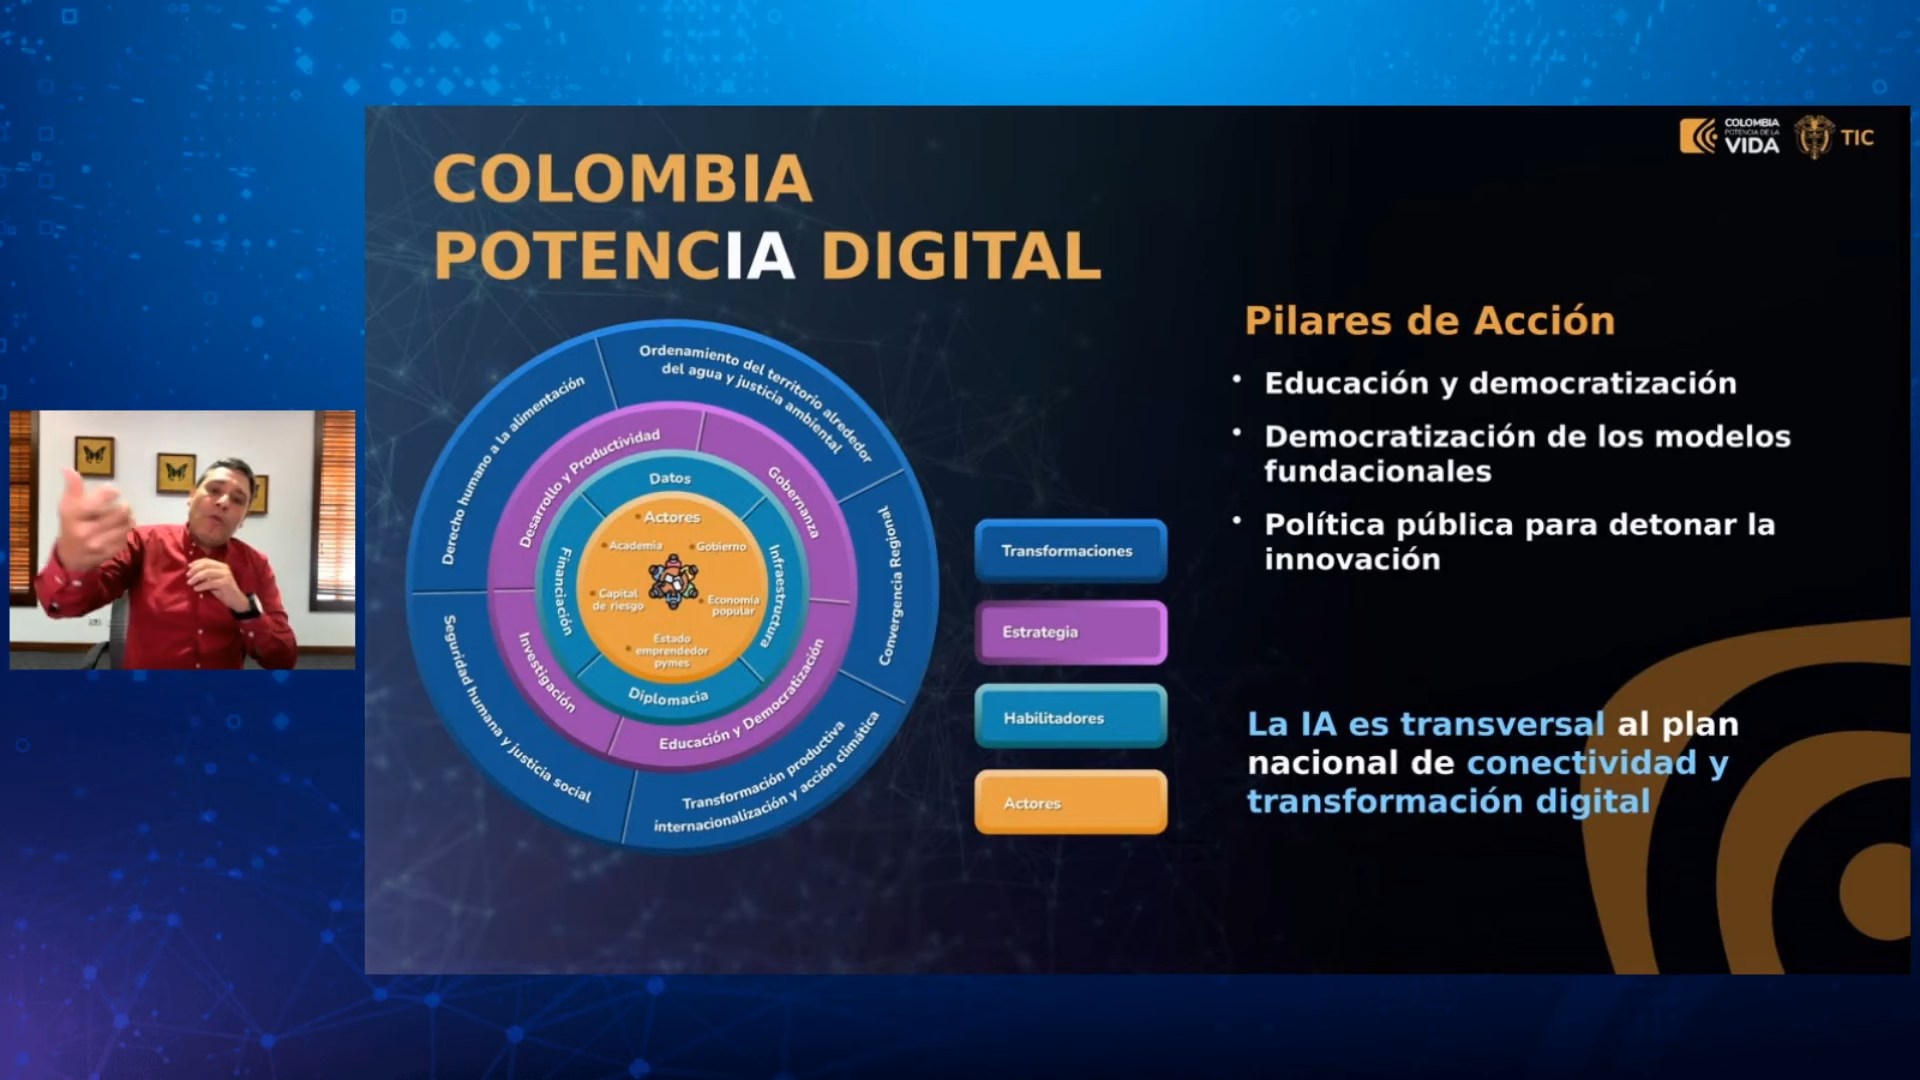 COLOMBIA
POTENCIA DE LA
VIDA
TIC
COLOMBIA
POTENCIA DIGITAL
Ordenamiento del territorio alrededor
del agua y justicia ambiental
Derecho humano a la alimentación
Convergencia Regional
Seguridad humana y justicia social
Transformación productiva
internacionalización y acción climática
Desarrollo y Productividad
Gobernanza
Investigación
Educación y Democratización
Datos
Financiación
Infraestructura
Diplomacia
Actores
Academia
Gobierno
Capital
de riesgo
Economía
popular
Estado
emprendedor
pymes
Transformaciones
Estrategia
Habilitadores
Actores
Pilares de Acción
• Educación y democratización
• Democratización de los modelos
fundacionales
• Política pública para detonar la
innovación
La IA es transversal al plan
nacional de conectividad y
transformación digital